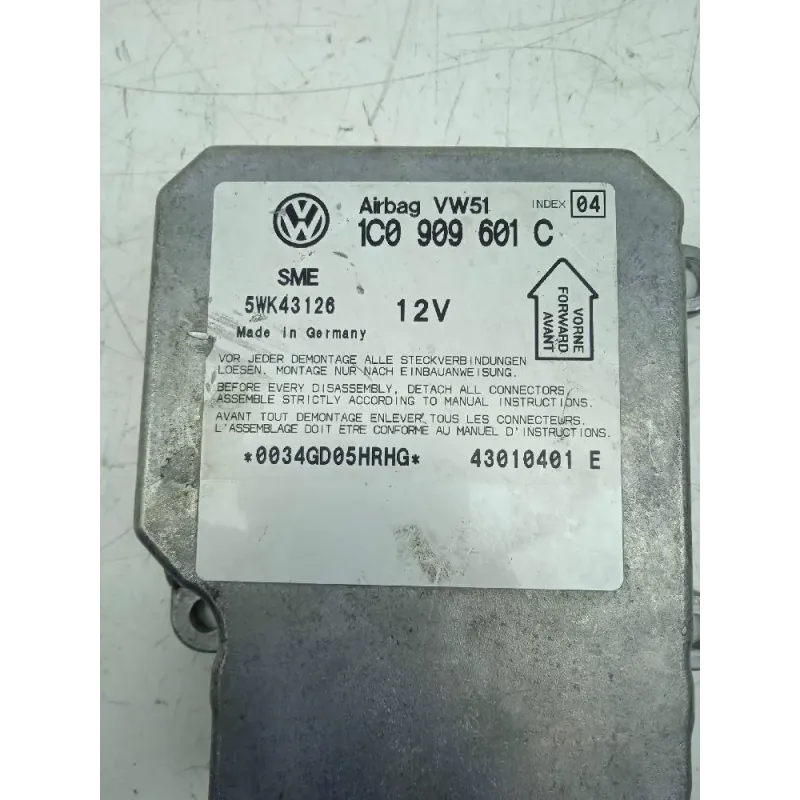 Airbag VW51 INDEX 04
1C0 909 601 C
SME
5WK43126 12V
Made in Germany
VORNE
FORWARD
AVANT
VOR JEDER DEMONTAGE ALLE STECKVERBINDUNGEN
LOESEN. MONTAGE NUR NACH EINBAUANWEISUNG.
BEFORE EVERY DISASSEMBLY, DETACH ALL CONNECTORS.
ASSEMBLE STRICTLY ACCORDING TO MANUAL INSTRUCTIONS.
AVANT TOUT DEMONTAGE ENLEVER TOUS LES CONNECTEURS.
L'ASSEMBLAGE DOIT ETRE CONFORME AU MANUEL D'INSTRUCTIONS.
*0034GD05HRHG* 43010401 E